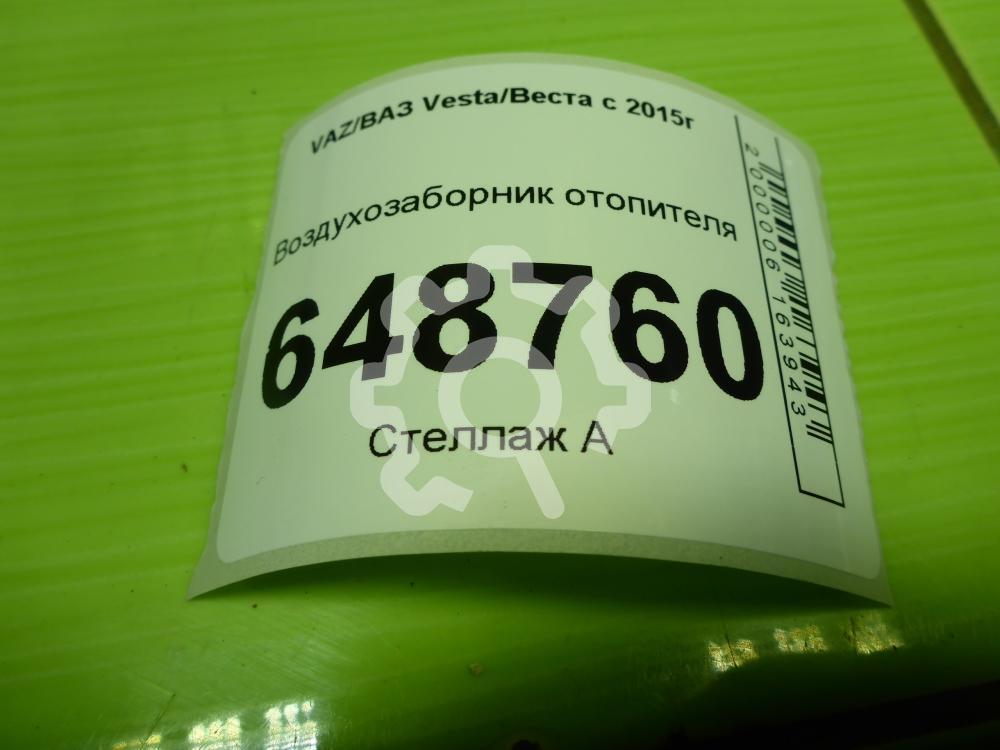 VAZ/ВАЗ Vesta/Веста с 2015г
Воздухозаборник отопителя
648760
Стеллаж А
2000006163943